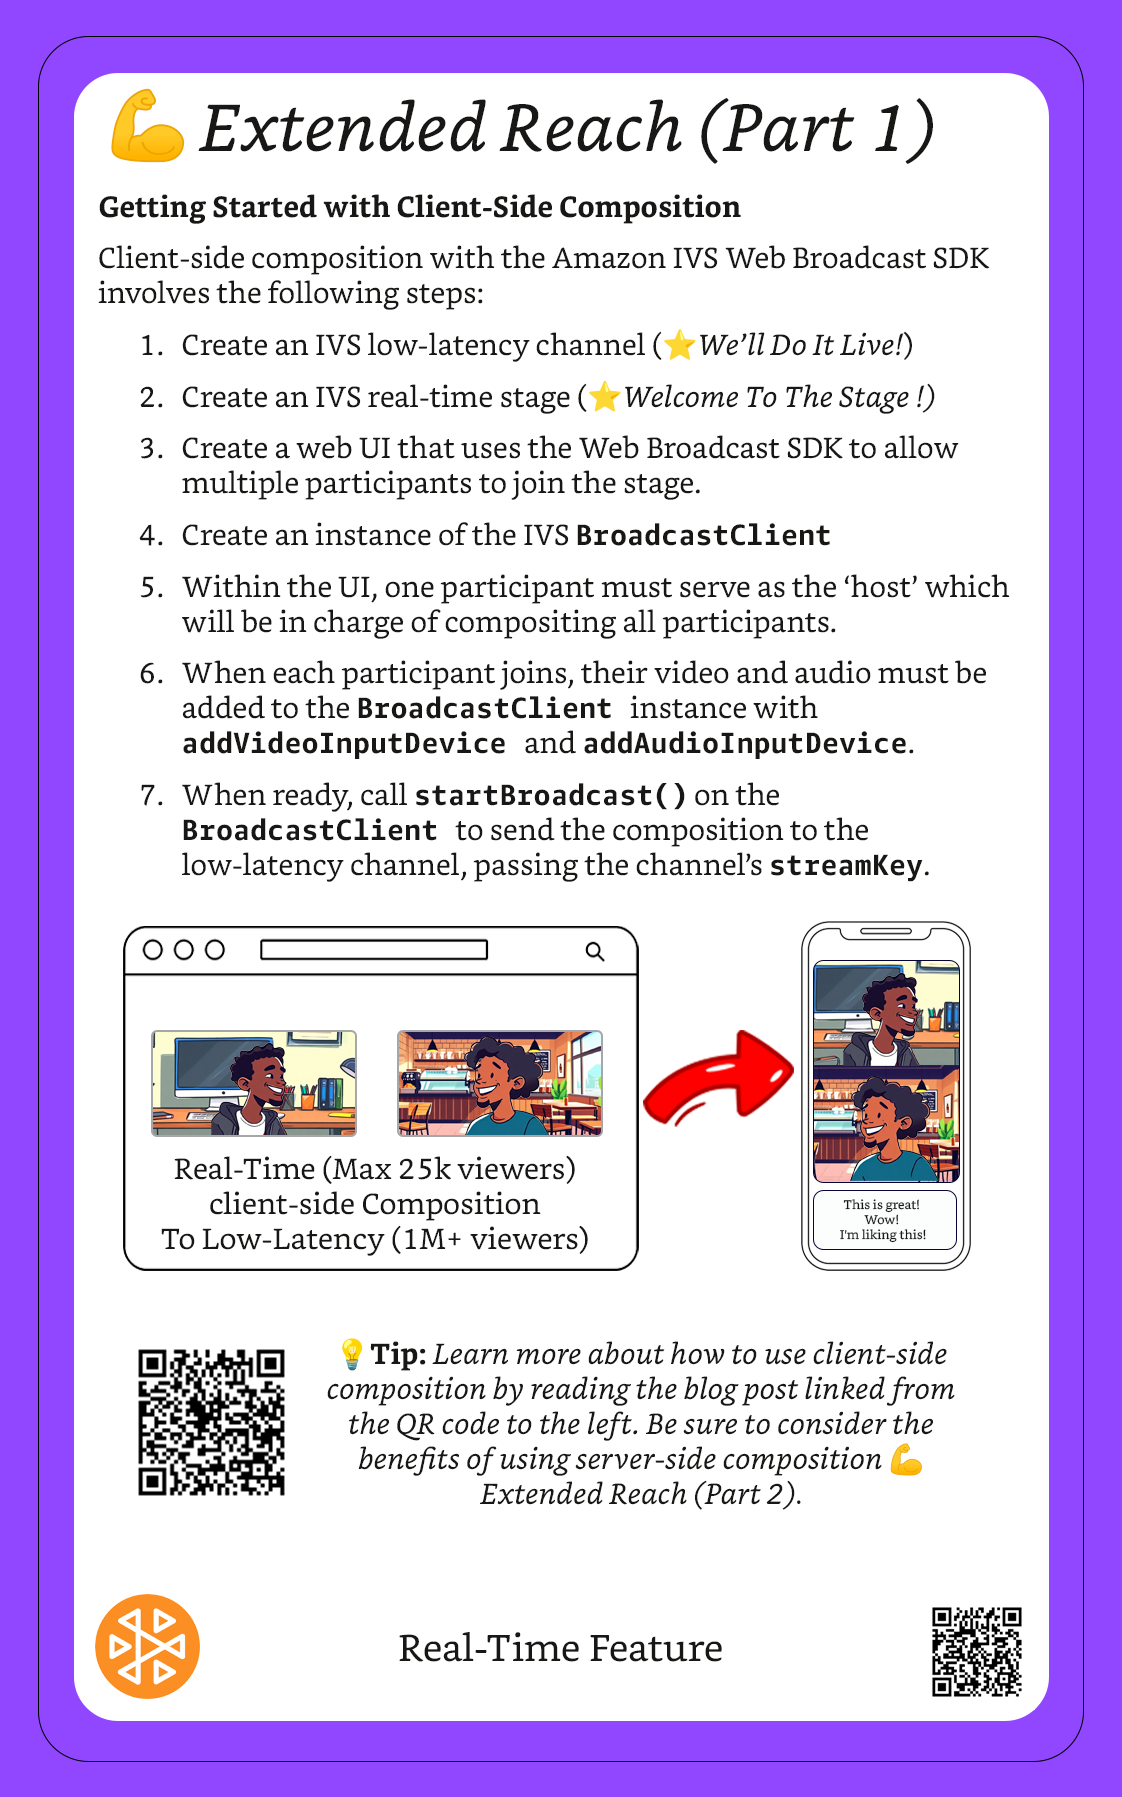 💪 Extended Reach (Part 1)
Getting Started with Client-Side Composition
Client-side composition with the Amazon IVS Web Broadcast SDK
involves the following steps:
1. Create an IVS low-latency channel (⭐We’ll Do It Live!)
2. Create an IVS real-time stage (⭐Welcome To The Stage !)
3. Create a web UI that uses the Web Broadcast SDK to allow
multiple participants to join the stage.
4. Create an instance of the IVS BroadcastClient
5. Within the UI, one participant must serve as the ‘host’ which
will be in charge of compositing all participants.
6. When each participant joins, their video and audio must be
added to the BroadcastClient instance with
addVideoInputDevice and addAudioInputDevice.
7. When ready, call startBroadcast() on the
BroadcastClient to send the composition to the
low-latency channel, passing the channel’s streamKey.
Real-Time (Max 25k viewers)
client-side Composition
To Low-Latency (1M+ viewers)
This is great!
Wow!
I'm liking this!
💡Tip: Learn more about how to use client-side
composition by reading the blog post linked from
the QR code to the left. Be sure to consider the
benefits of using server-side composition 💪
Extended Reach (Part 2).
Real-Time Feature